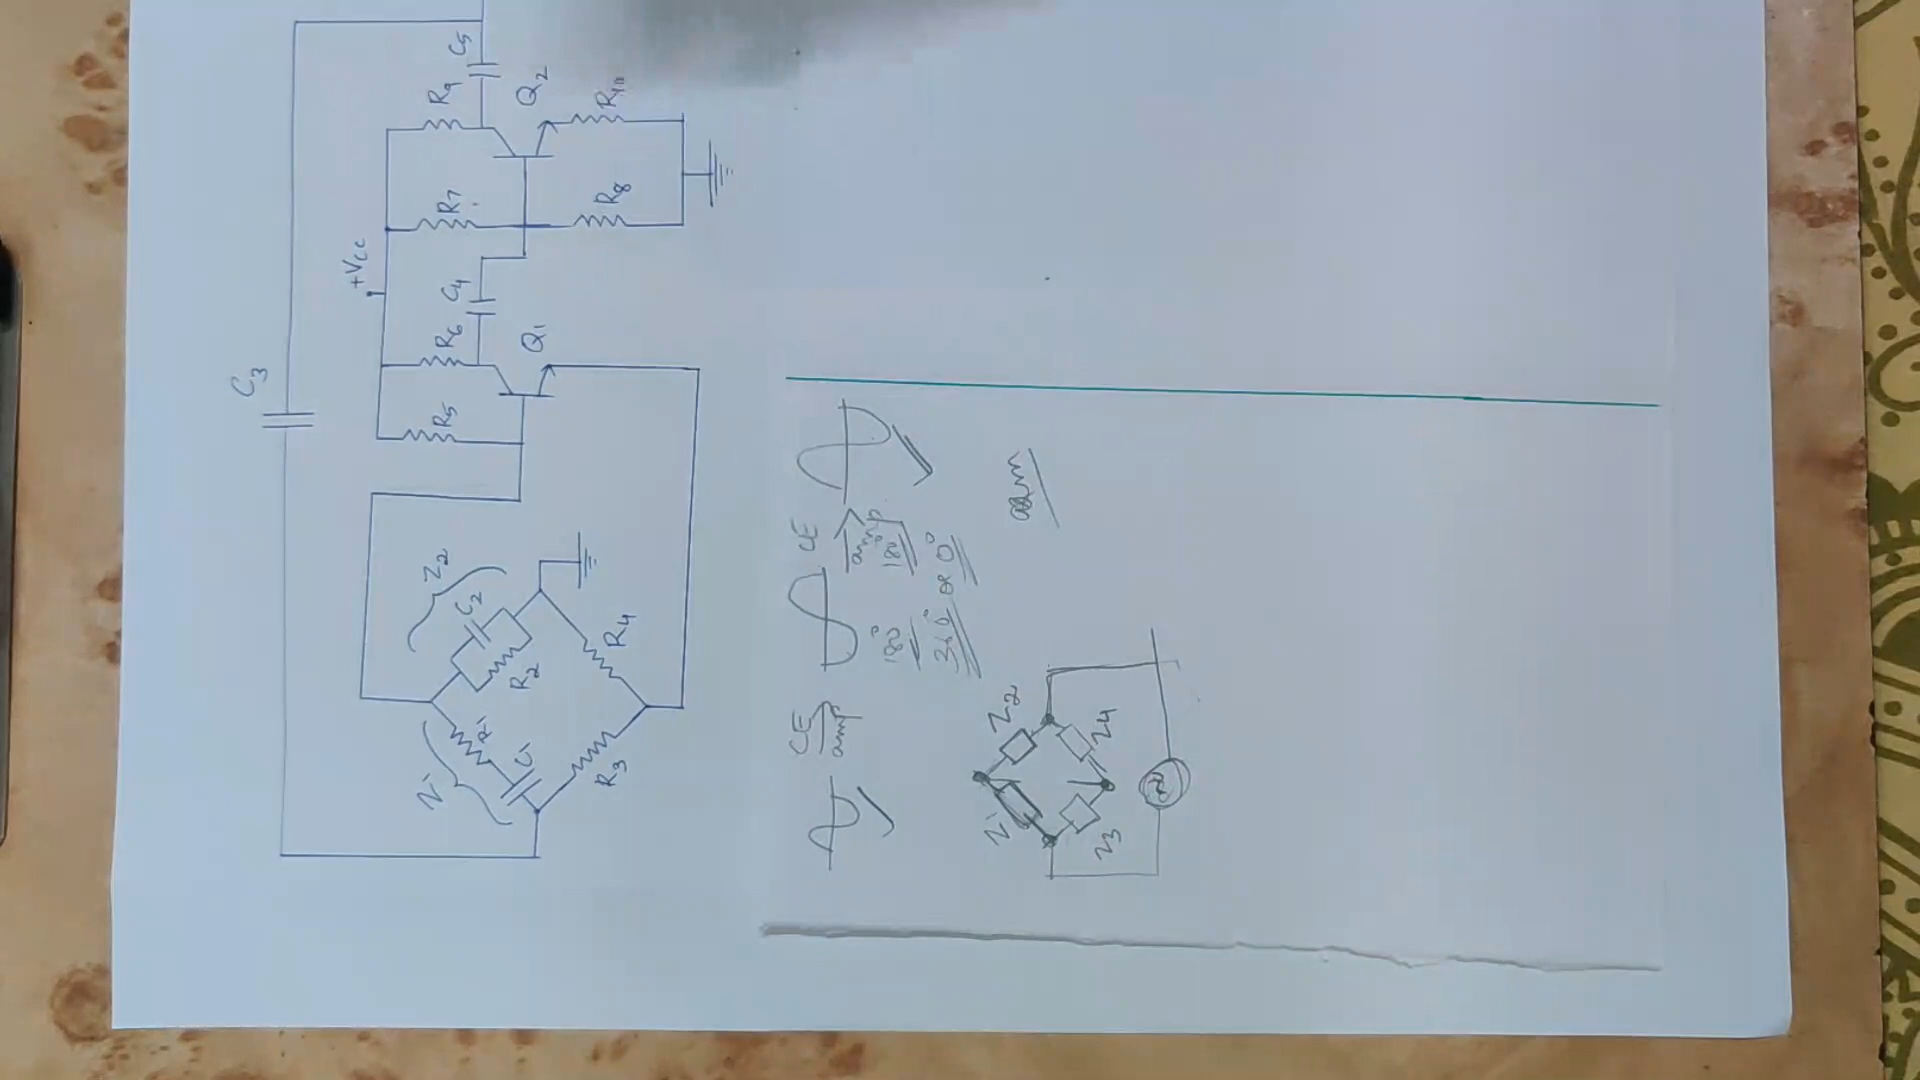 C3
+Vcc
R5
R6
C4
R7
R9
C5
Q1
Q2
R8
R10
Z1
Z2
R1
C1
C2
R2
R3
R4
CE
amp
CE
amp
180°
180°
360° or 0°
Z1
Z2
Z3
Z4